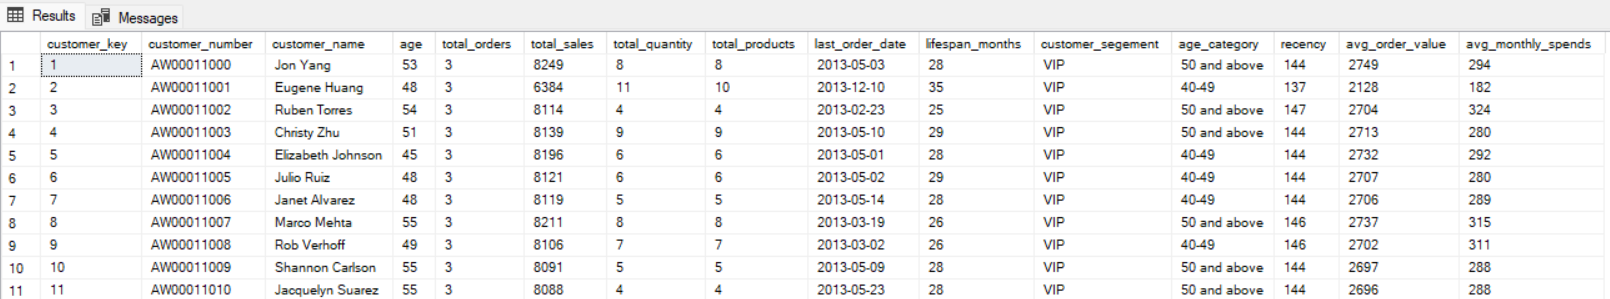 Results Messages
customer_key customer_number customer_name age total_orders total_sales total_quantity total_products last_order_date lifespan_months customer_segement age_category recency avg_order_value avg_monthly_spends
1 1 AW00011000 Jon Yang 53 3 8249 8 8 2013-05-03 28 VIP 50 and above 144 2749 294
2 2 AW00011001 Eugene Huang 48 3 6384 11 10 2013-12-10 35 VIP 40-49 137 2128 182
3 3 AW00011002 Ruben Torres 54 3 8114 4 4 2013-02-23 25 VIP 50 and above 147 2704 324
4 4 AW00011003 Christy Zhu 51 3 8139 9 9 2013-05-10 29 VIP 50 and above 144 2713 280
5 5 AW00011004 Elizabeth Johnson 45 3 8196 6 6 2013-05-01 28 VIP 40-49 144 2732 292
6 6 AW00011005 Julio Ruiz 48 3 8121 6 6 2013-05-02 29 VIP 40-49 144 2707 280
7 7 AW00011006 Janet Alvarez 48 3 8119 5 5 2013-05-14 28 VIP 40-49 144 2706 289
8 8 AW00011007 Marco Mehta 55 3 8211 8 8 2013-03-19 26 VIP 50 and above 146 2737 315
9 9 AW00011008 Rob Verhoff 49 3 8106 7 7 2013-03-02 26 VIP 40-49 146 2702 311
10 10 AW00011009 Shannon Carlson 55 3 8091 5 5 2013-05-09 28 VIP 50 and above 144 2697 288
11 11 AW00011010 Jacquelyn Suarez 55 3 8088 4 4 2013-05-23 28 VIP 50 and above 144 2696 288